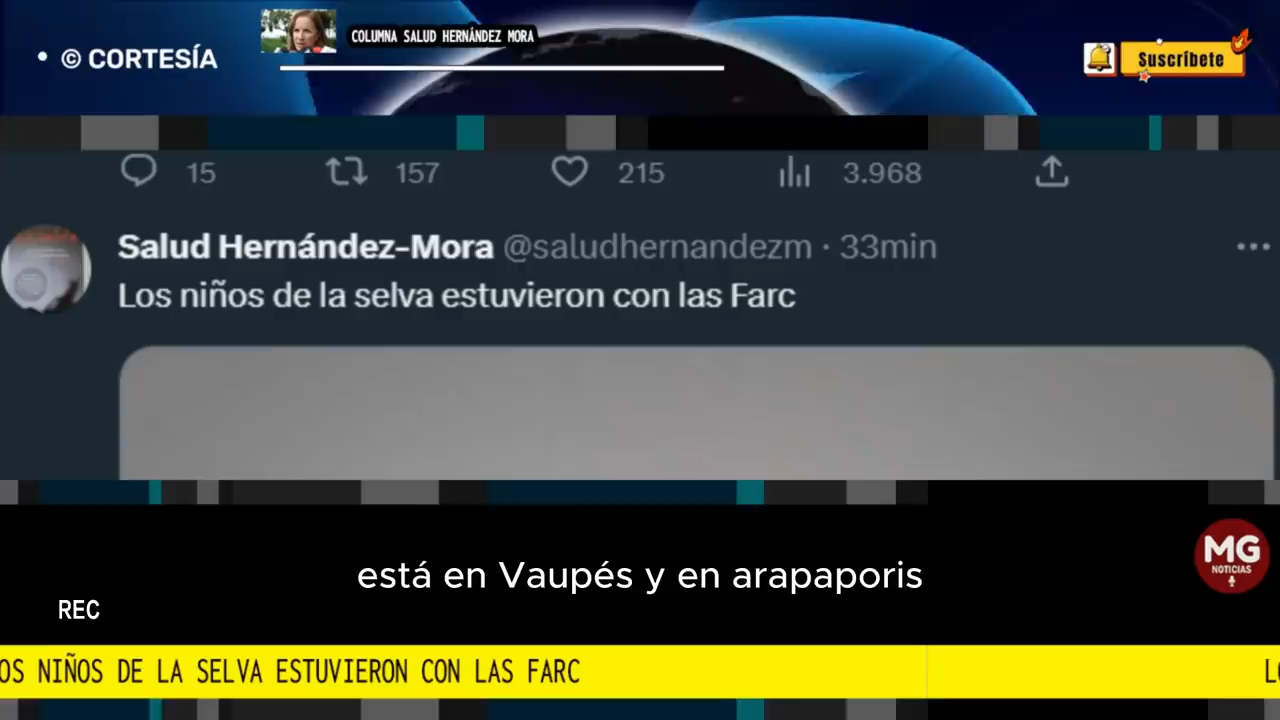 © CORTESÍA
COLUMNA SALUD HERNÁNDEZ MORA
Suscríbete
15 157 215 3.968
Salud Hernández-Mora @saludhernandezm · 33min
Los niños de la selva estuvieron con las Farc
está en Vaupés y en arapaporis
MG
NOTICIAS
REC
OS NIÑOS DE LA SELVA ESTUVIERON CON LAS FARC
LO